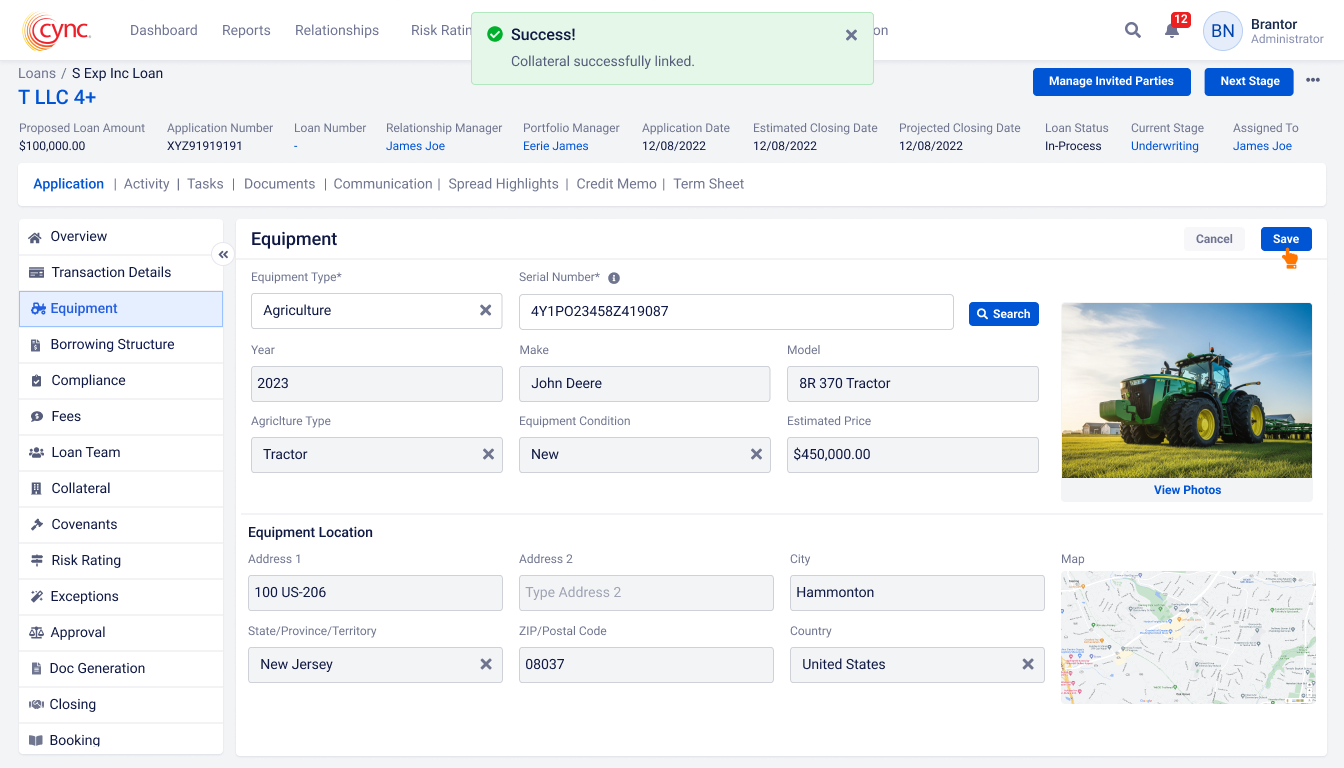 cync
Dashboard Reports Relationships Risk Ratin on
12
BN
Brantor
Administrator
Success!
Collateral successfully linked.
Loans / S Exp Inc Loan
T LLC 4+
Manage Invited Parties
Next Stage
Proposed Loan Amount Application Number Loan Number Relationship Manager Portfolio Manager Application Date Estimated Closing Date Projected Closing Date Loan Status Current Stage Assigned To
$100,000.00 XYZ91919191 - James Joe Eerie James 12/08/2022 12/08/2022 12/08/2022 In-Process Underwriting James Joe
Application | Activity | Tasks | Documents | Communication | Spread Highlights | Credit Memo | Term Sheet
Overview
Transaction Details
Equipment
Borrowing Structure
Compliance
Fees
Loan Team
Collateral
Covenants
Risk Rating
Exceptions
Approval
Doc Generation
Closing
Booking
Equipment
Cancel
Save
Equipment Type* Serial Number*
Agriculture 4Y1PO23458Z419087 Search
Year Make Model
2023 John Deere 8R 370 Tractor
Agriclture Type Equipment Condition Estimated Price
Tractor New $450,000.00
View Photos
Equipment Location
Address 1 Address 2 City Map
100 US-206 Type Address 2 Hammonton
State/Province/Territory ZIP/Postal Code Country
New Jersey 08037 United States